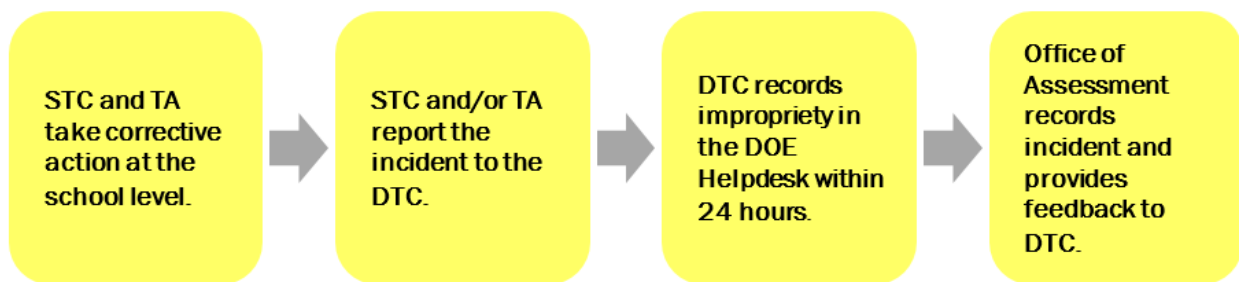 STC and TA
take corrective
action at the
school level.
STC and/or TA
report the
incident to the
DTC.
DTC records
impropriety in
the DOE
Helpdesk within
24 hours.
Office of
Assessment
records
incident and
provides
feedback to
DTC.